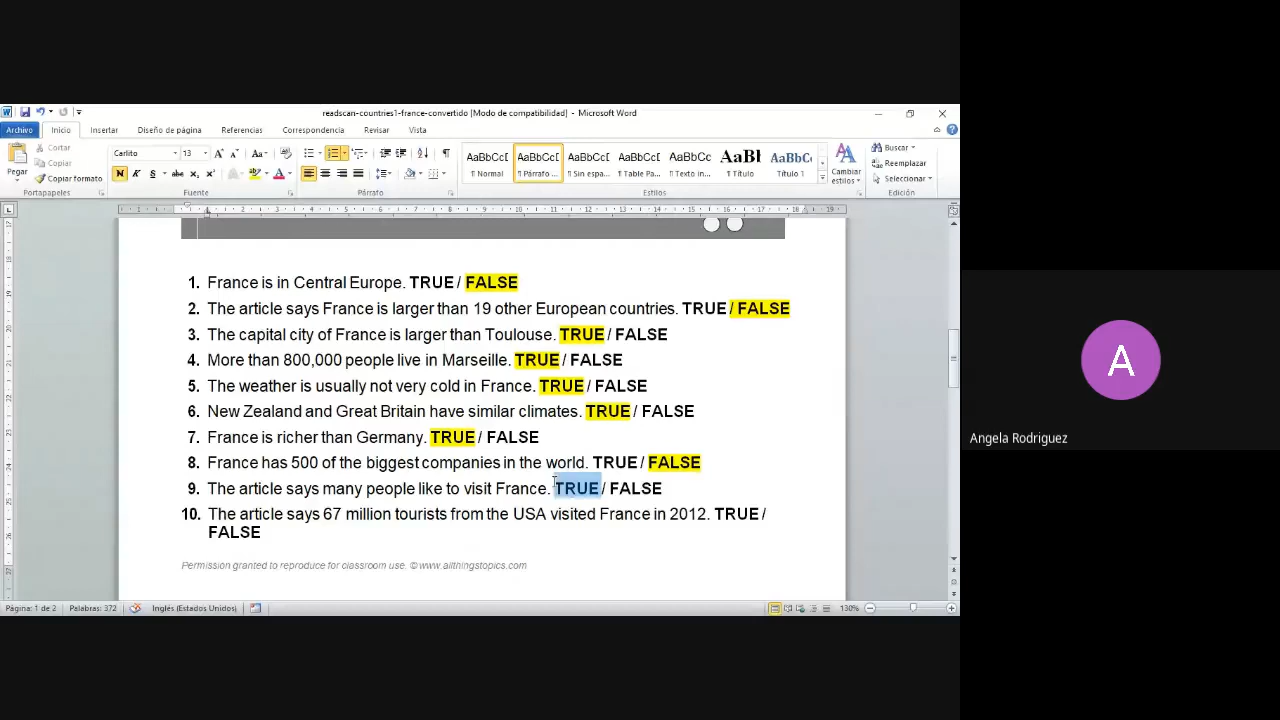 readscan-countries1-france-convertido [Modo de compatibilidad] - Microsoft Word
Archivo Inicio Insertar Diseño de página Referencias Correspondencia Revisar Vista
Pegar
Cortar
Copiar
Copiar formato
Portapapeles
Carlito 13
N K S abc
Fuente
Párrafo
AaBbCcI AaBbCcI AaBbCcI AaBbCcI AaBbCc AaBbI AaBbCc
¶ Normal ¶ Párrafo ... ¶ Sin espa... ¶ Table Pa... ¶ Texto in... ¶ Título Título 1
Estilos
Cambiar estilos
Buscar
Reemplazar
Seleccionar
Edición
1. France is in Central Europe. TRUE / FALSE
2. The article says France is larger than 19 other European countries. TRUE / FALSE
3. The capital city of France is larger than Toulouse. TRUE / FALSE
4. More than 800,000 people live in Marseille. TRUE / FALSE
5. The weather is usually not very cold in France. TRUE / FALSE
6. New Zealand and Great Britain have similar climates. TRUE / FALSE
7. France is richer than Germany. TRUE / FALSE
8. France has 500 of the biggest companies in the world. TRUE / FALSE
9. The article says many people like to visit France. TRUE / FALSE
10. The article says 67 million tourists from the USA visited France in 2012. TRUE /
FALSE
Permission granted to reproduce for classroom use. © www.allthingstopics.com
Página: 1 de 2 Palabras: 372 Inglés (Estados Unidos) 130%
A
Angela Rodriguez